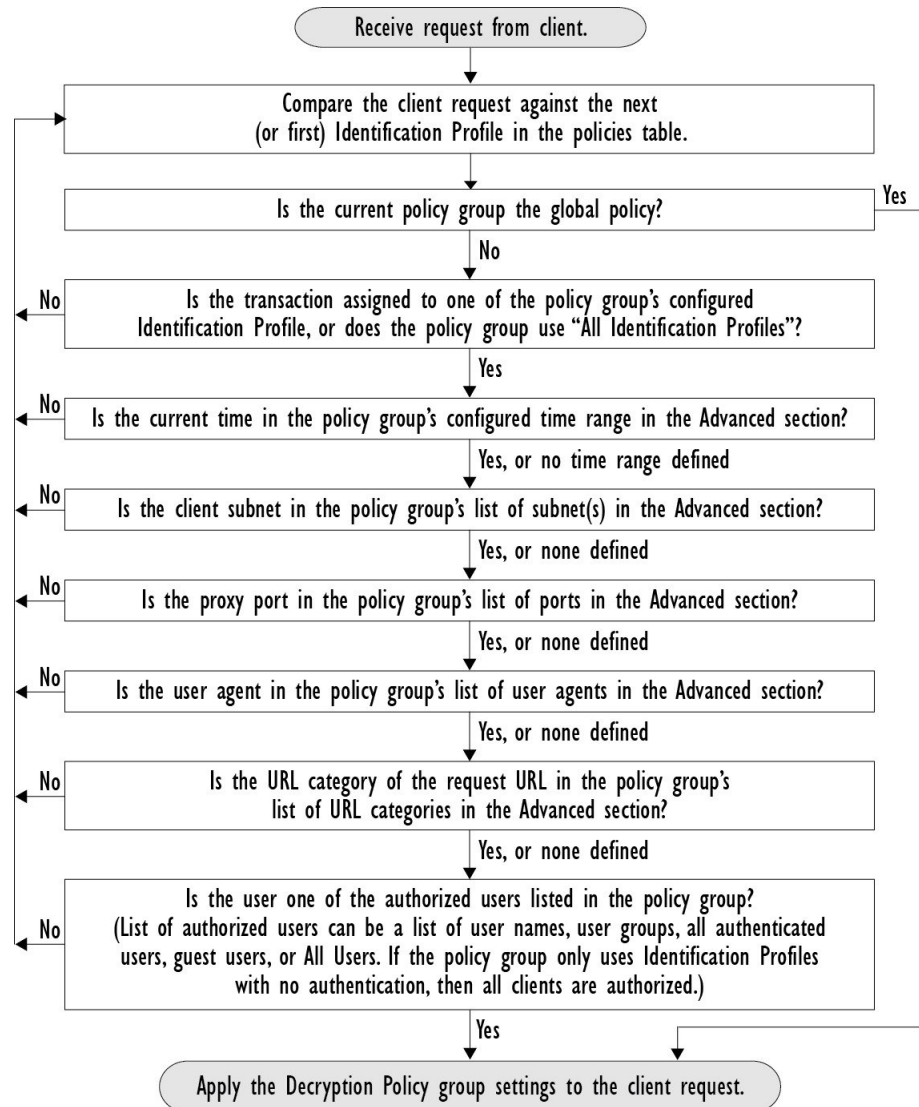 Receive request from client.
Compare the client request against the next
(or first) Identification Profile in the policies table.
Yes
Is the current policy group the global policy?
No
No
Is the transaction assigned to one of the policy group's configured
Identification Profile, or does the policy group use “All Identification Profiles”?
Yes
No
Is the current time in the policy group's configured time range in the Advanced section?
Yes, or no time range defined
No
Is the client subnet in the policy group's list of subnet(s) in the Advanced section?
Yes, or none defined
No
Is the proxy port in the policy group's list of ports in the Advanced section?
Yes, or none defined
No
Is the user agent in the policy group's list of user agents in the Advanced section?
Yes, or none defined
No
Is the URL category of the request URL in the policy group's
list of URL categories in the Advanced section?
Yes, or none defined
Is the user one of the authorized users listed in the policy group?
(List of authorized users can be a list of user names, user groups, all authenticated
No
users, guest users, or All Users. If the policy group only uses Identification Profiles
with no authentication, then all clients are authorized.)
Yes
Apply the Decryption Policy group settings to the client request.